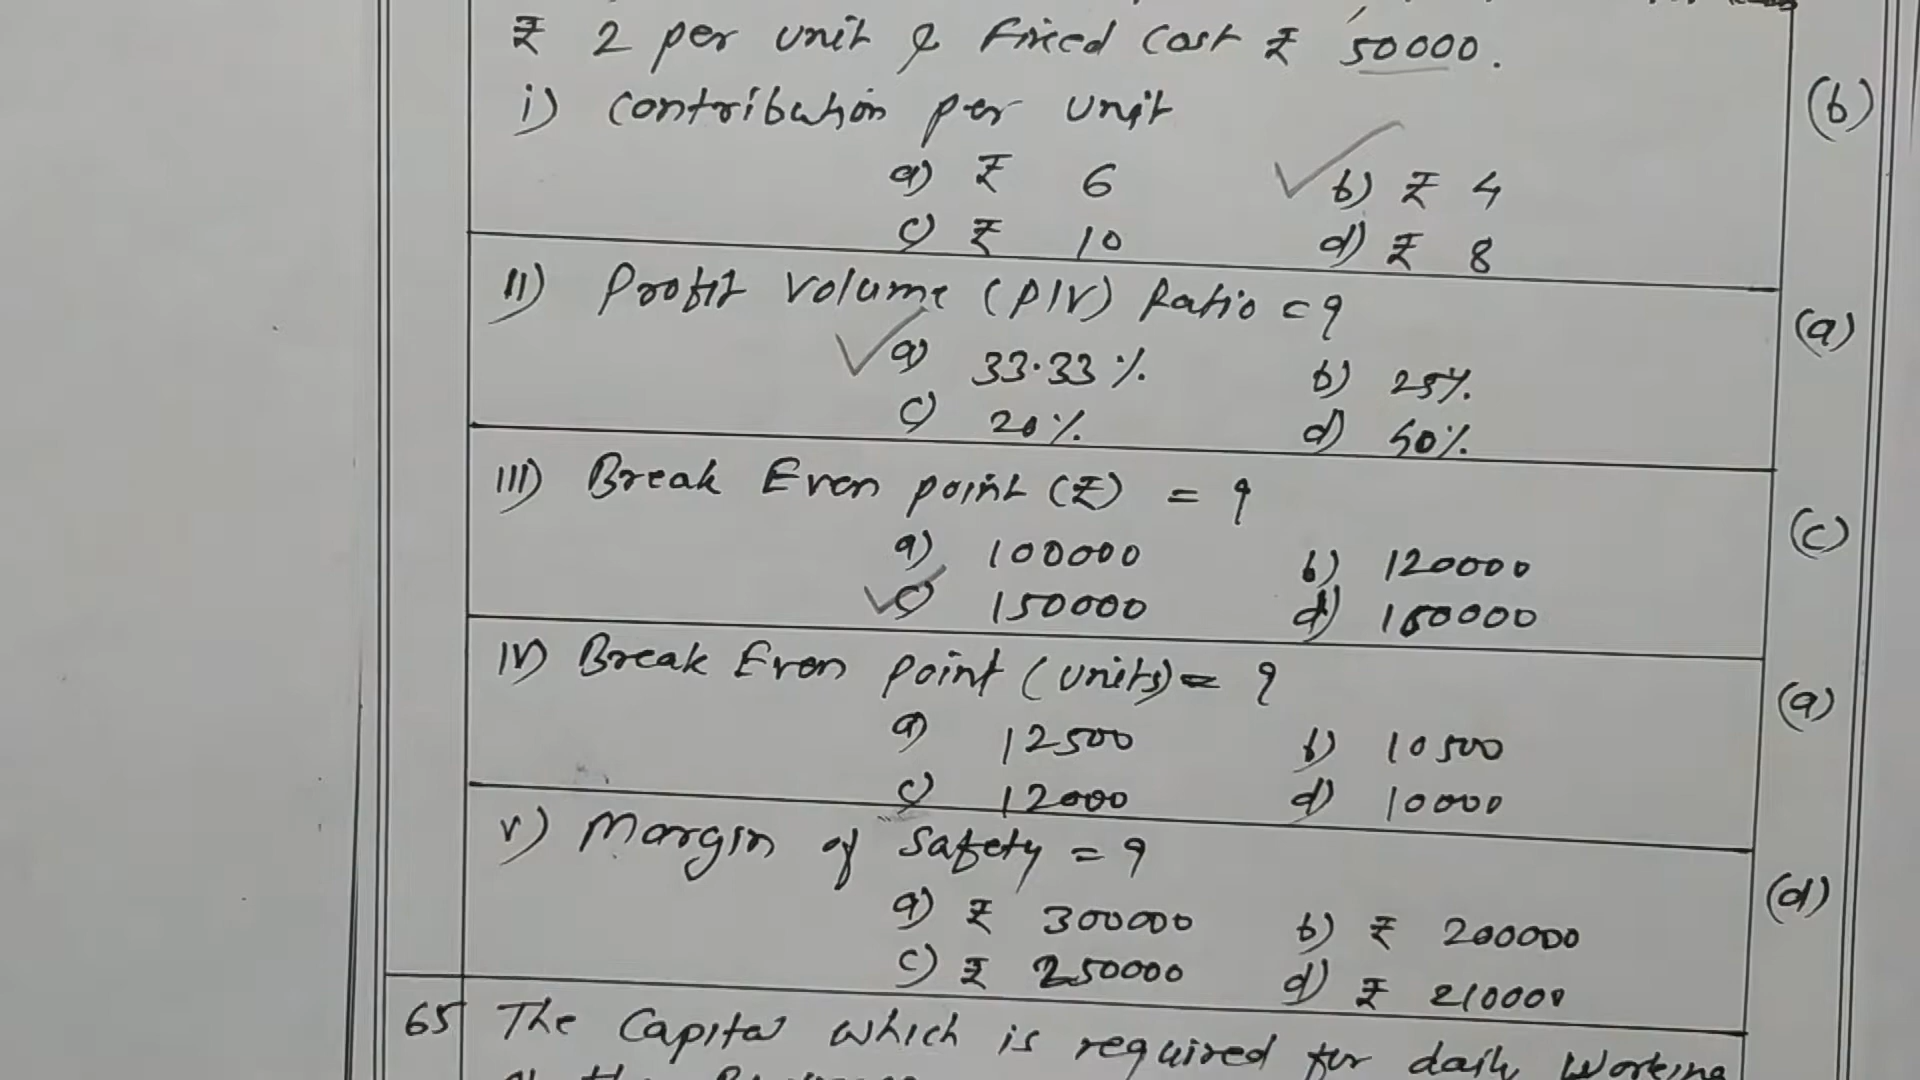 ₹ 2 per unit & Fixed Cost ₹ 50000.
i) Contribution per unit (b)
a) ₹ 6 b) ₹ 4
c) ₹ 10 d) ₹ 8
II) Profit Volume (P/V) Ratio = ? (a)
a) 33.33% b) 25%
c) 20% d) 50%
III) Break Even point (₹) = ? (c)
a) 100000 b) 120000
c) 150000 d) 160000
IV) Break Even point (units) = ? (a)
a) 12500 b) 10500
c) 12000 d) 10000
V) Margin of Safety = ? (d)
a) ₹ 300000 b) ₹ 200000
c) ₹ 250000 d) ₹ 210000
65 The Capital which is required for daily working